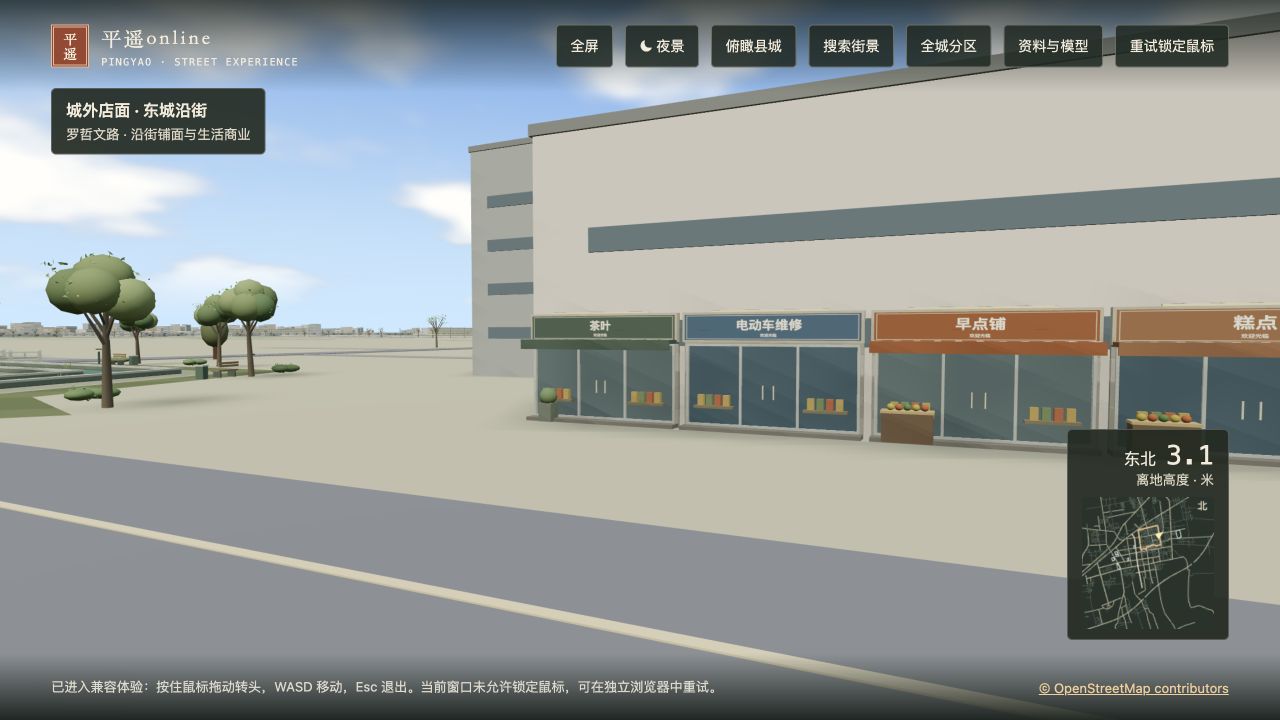 平遥
平遥online
PINGYAO · STREET EXPERIENCE
全屏
夜景
俯瞰县城
搜索街景
全城分区
资料与模型
重试锁定鼠标
城外店面 · 东城沿街
罗哲文路 · 沿街铺面与生活商业
茶叶
电动车维修
早点铺
糕点
东北 3.1
离地高度 · 米
北
已进入兼容体验：按住鼠标拖动转头，WASD 移动，Esc 退出。当前窗口未允许锁定鼠标，可在独立浏览器中重试。
© OpenStreetMap contributors